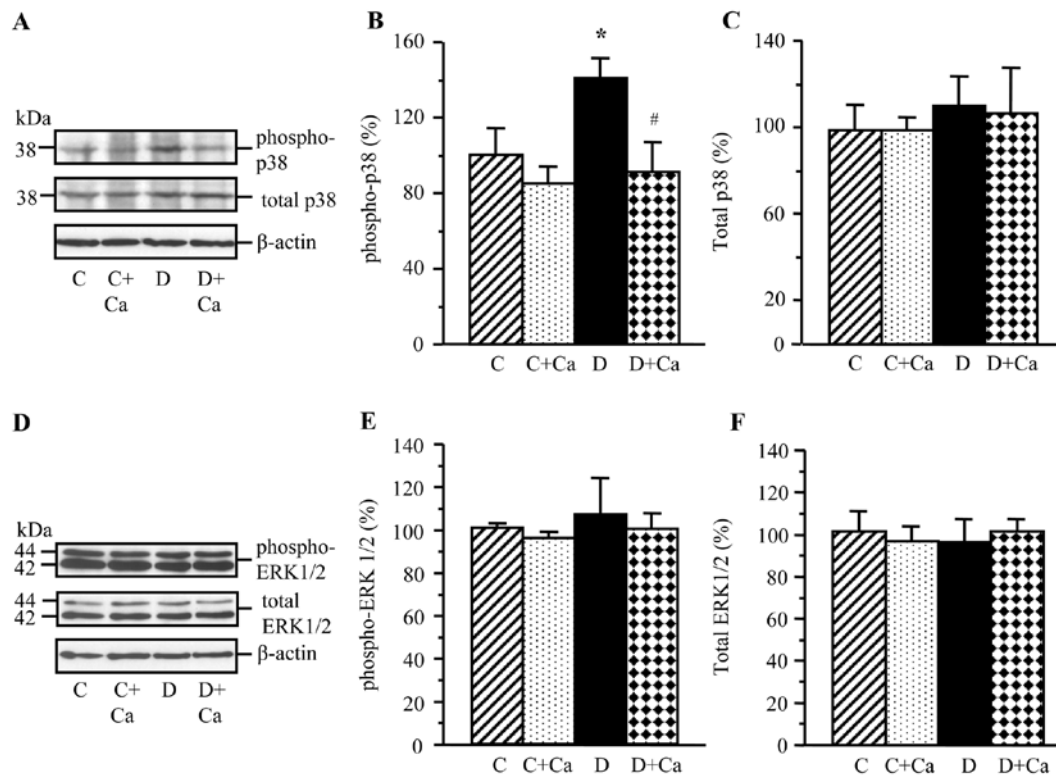 A
kDa
38
phospho-
p38
38
total p38
β-actin
C C+ D D+
Ca Ca
B
160
120
80
40
0
phospho-p38 (%)
*
#
C C+Ca D D+Ca
C
140
100
60
20
0
Total p38 (%)
C C+Ca D D+Ca
D
kDa
44
42
phospho-
ERK1/2
44
42
total
ERK1/2
β-actin
C C+ D D+
Ca Ca
E
140
120
100
80
60
40
20
0
phospho-ERK 1/2 (%)
C C+Ca D D+Ca
F
140
120
100
80
60
40
20
0
Total ERK1/2 (%)
C C+Ca D D+Ca